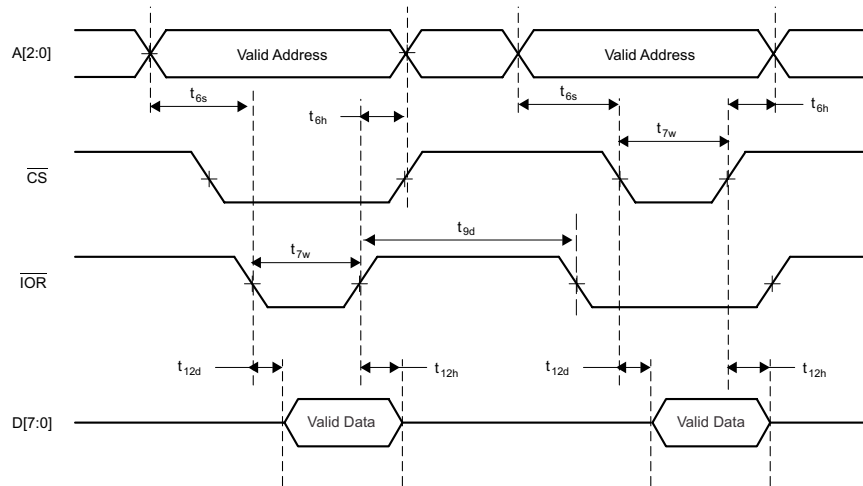 A[2:0]
Valid Address
Valid Address
t6s
t6h
t6s
t6h
t7w
CS
t9d
t7w
IOR
t12d
t12h
t12d
t12h
D[7:0]
Valid Data
Valid Data